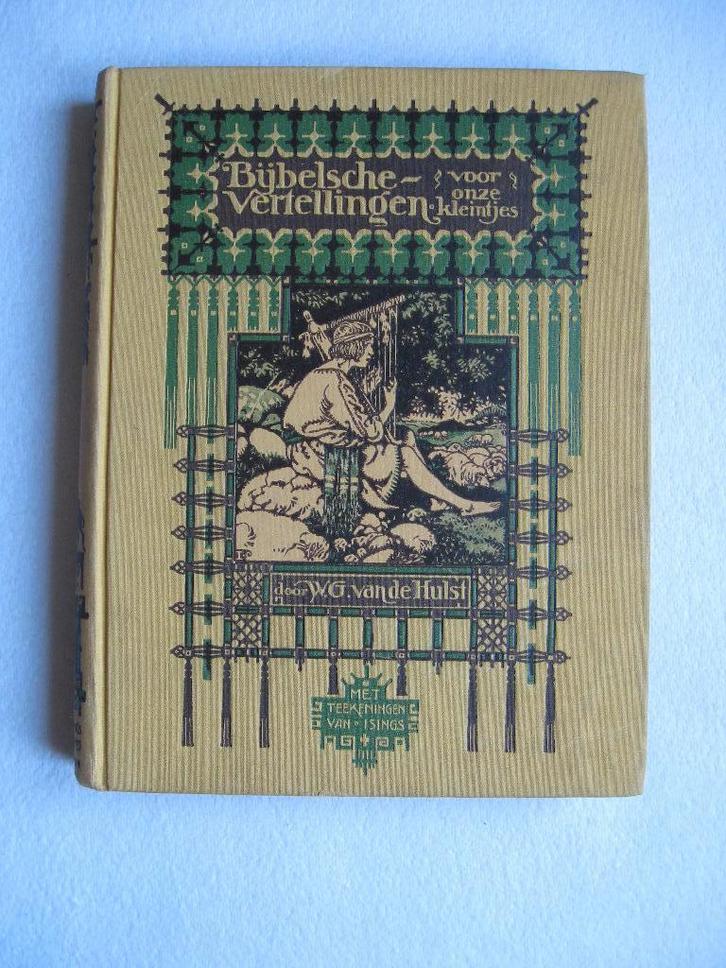 Bijbelsche-
Vertellingen
voor
onze
kleintjes
door W.G. van de Hulst
MET
TEEKENINGEN
VAN ISINGS